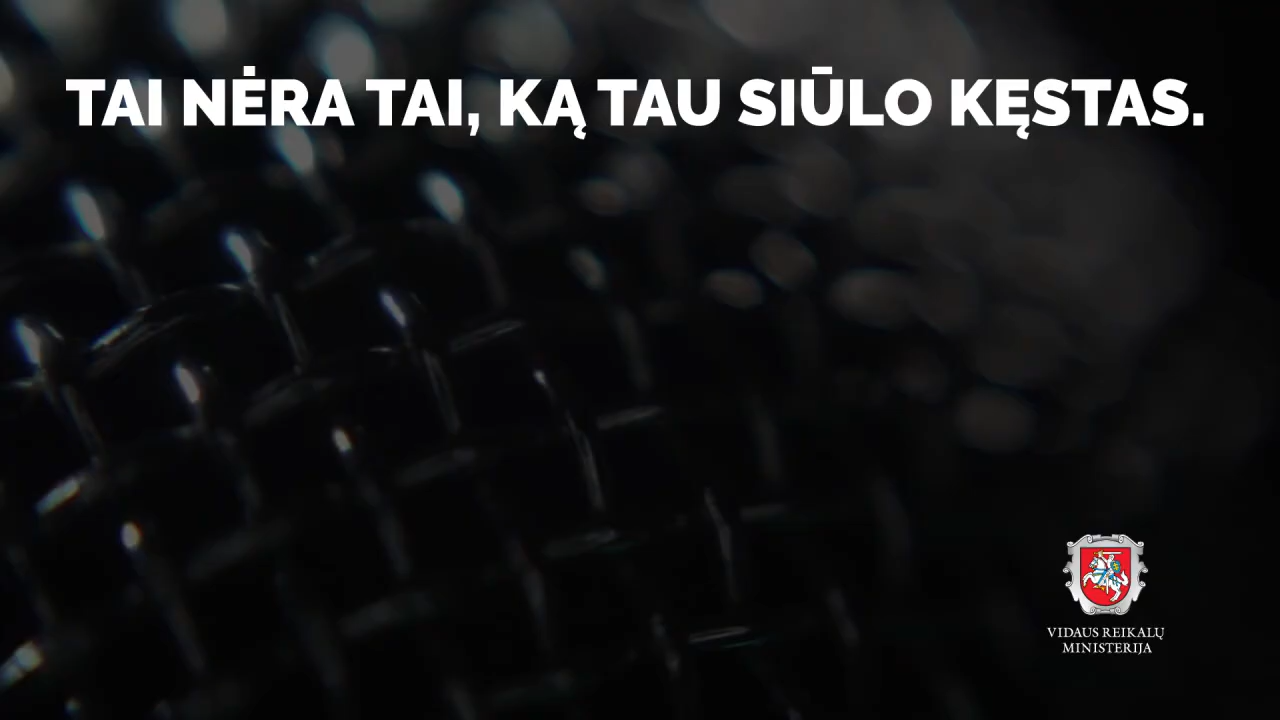 TAI NĖRA TAI, KĄ TAU SIŪLO KĘSTAS.
VIDAUS REIKALŲ
MINISTERIJA